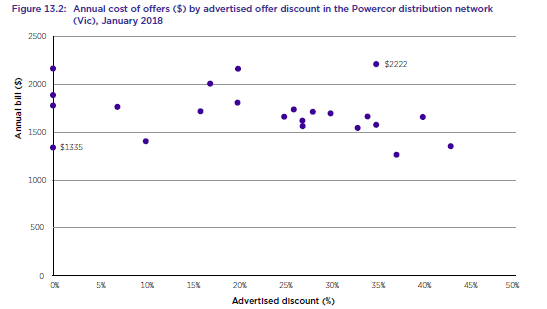 Figure 13.2: Annual cost of offers ($) by advertised offer discount in the Powercor distribution network
(Vic), January 2018
2500
$2222
2000
Annual bill ($)
1500
$1335
1000
500
0
0% 5% 10% 15% 20% 25% 30% 35% 40% 45% 50%
Advertised discount (%)